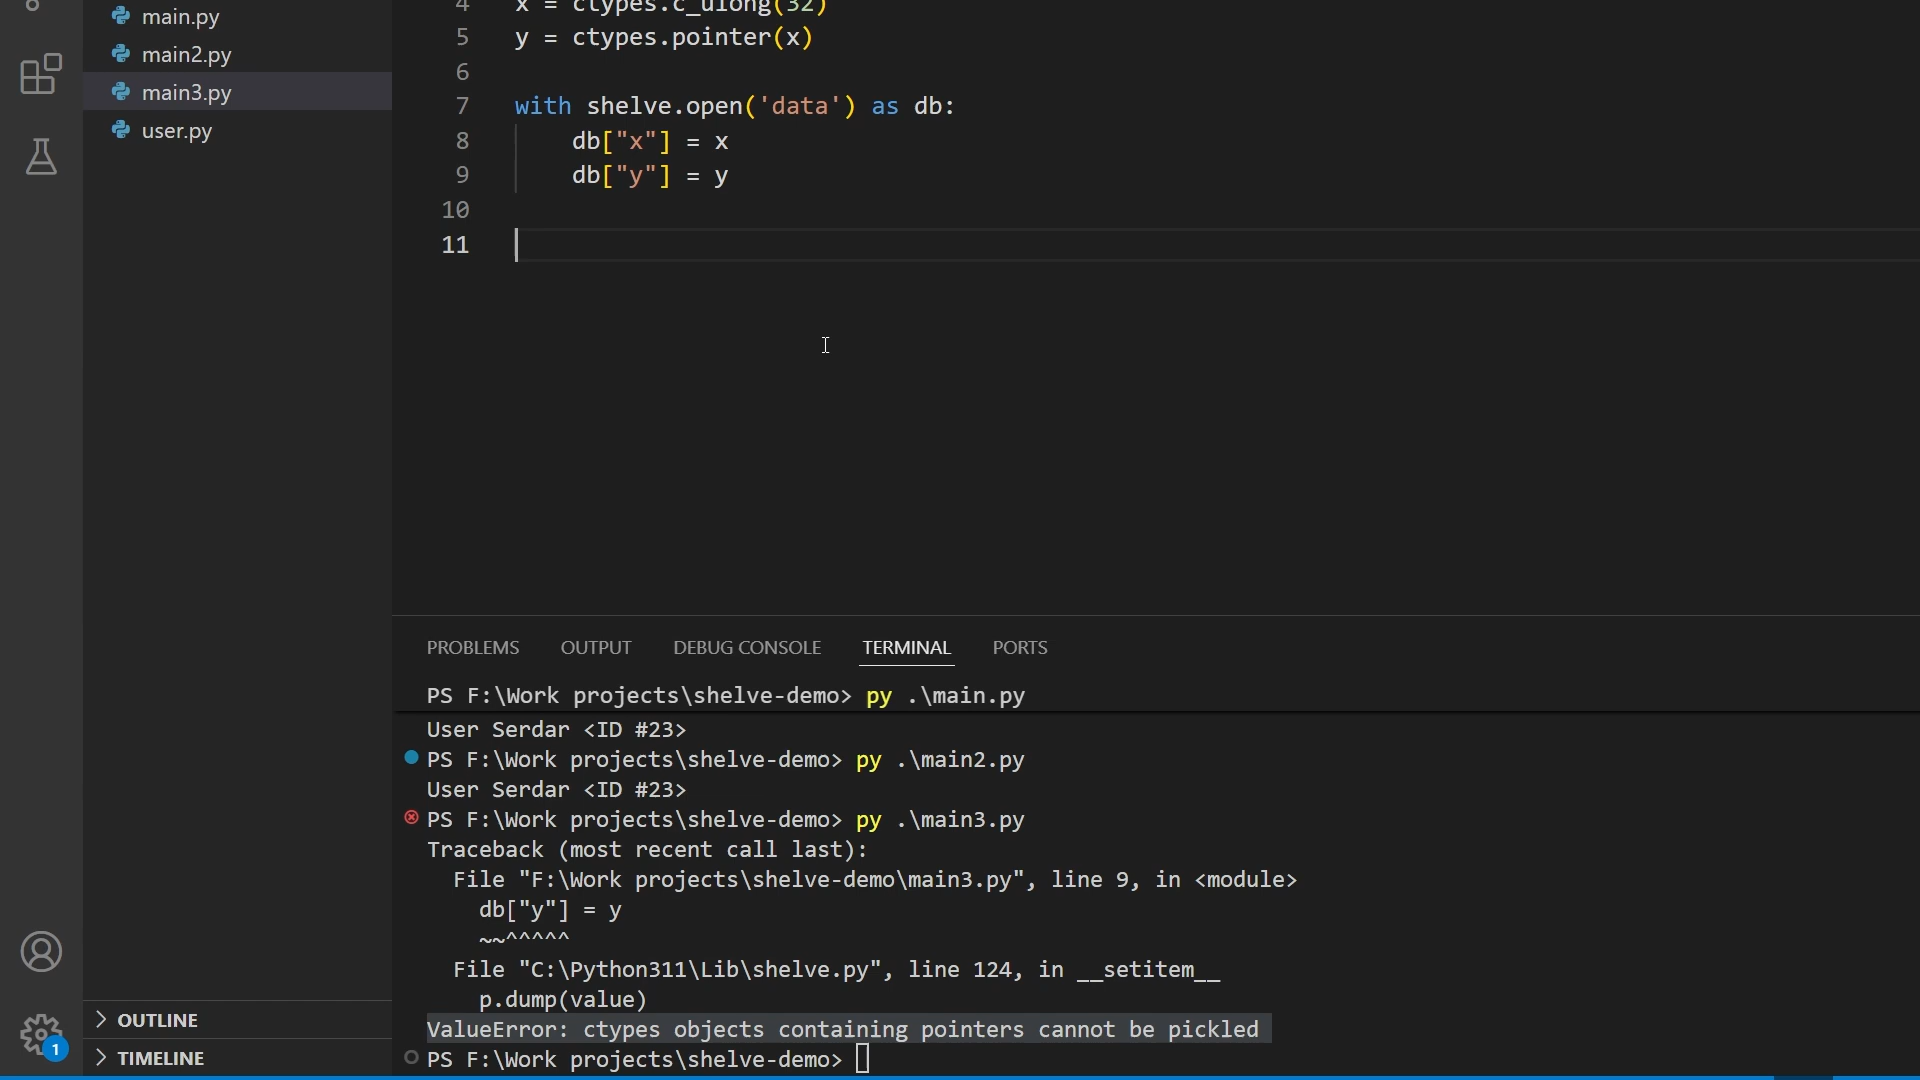 main.py
main2.py
main3.py
user.py
4 x = ctypes.c_ulong(32)
5 y = ctypes.pointer(x)
6
7 with shelve.open('data') as db:
8 db["x"] = x
9 db["y"] = y
10
11
PROBLEMS OUTPUT DEBUG CONSOLE TERMINAL PORTS
PS F:\Work projects\shelve-demo> py .\main.py
User Serdar <ID #23>
PS F:\Work projects\shelve-demo> py .\main2.py
User Serdar <ID #23>
PS F:\Work projects\shelve-demo> py .\main3.py
Traceback (most recent call last):
File "F:\Work projects\shelve-demo\main3.py", line 9, in <module>
db["y"] = y
~~^^^^^
File "C:\Python311\Lib\shelve.py", line 124, in __setitem__
p.dump(value)
ValueError: ctypes objects containing pointers cannot be pickled
PS F:\Work projects\shelve-demo>
OUTLINE
TIMELINE
1